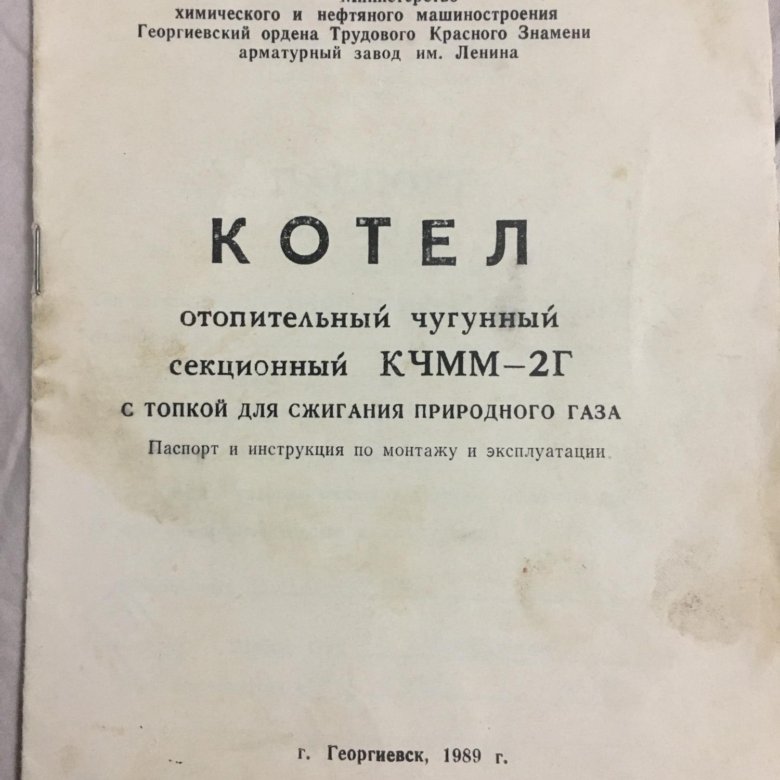 Министерство
химического и нефтяного машиностроения
Георгиевский ордена Трудового Красного Знамени
арматурный завод им. Ленина
КОТЕЛ
отопительный чугунный
секционный КЧММ-2Г
С ТОПКОЙ ДЛЯ СЖИГАНИЯ ПРИРОДНОГО ГАЗА
Паспорт и инструкция по монтажу и эксплуатации.
г. Георгиевск, 1989 г.